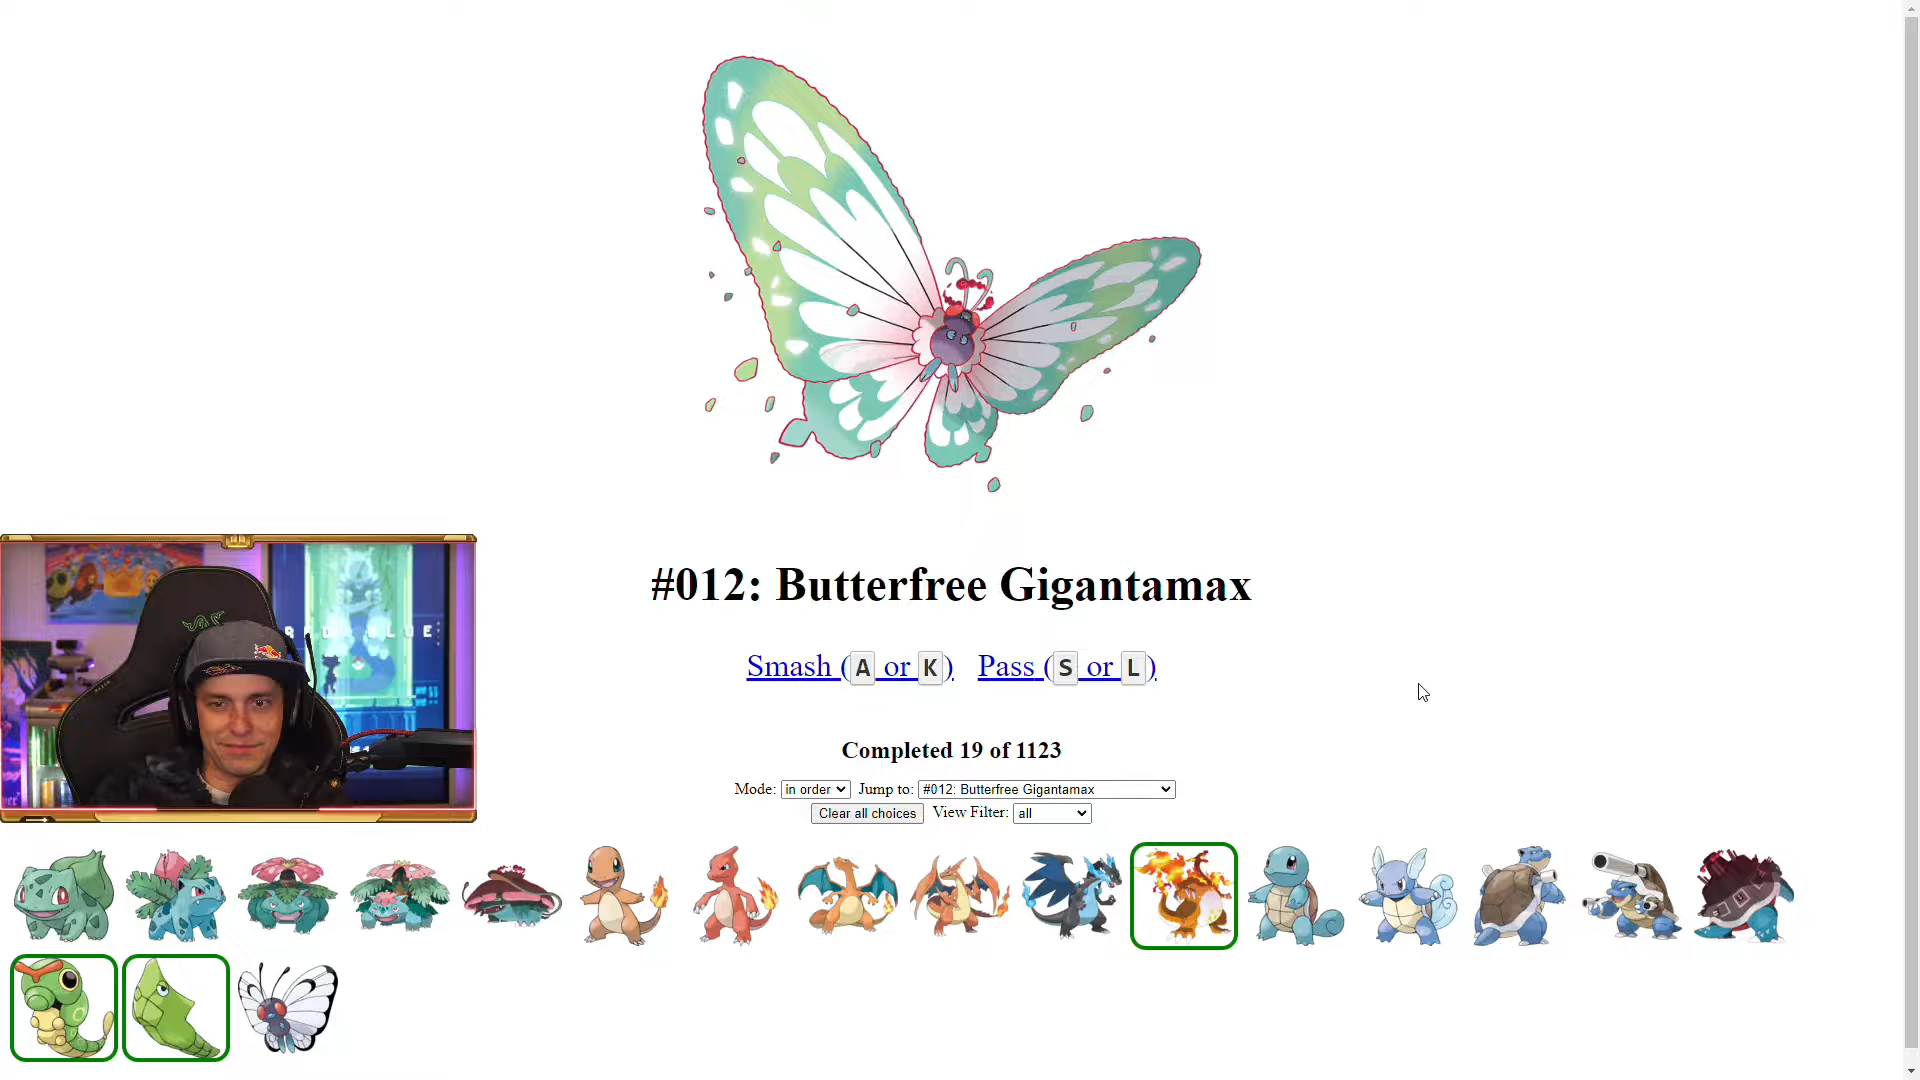 #012: Butterfree Gigantamax
Smash (A or K) Pass (S or L)
Completed 19 of 1123
Mode: in order Jump to: #012: Butterfree Gigantamax
Clear all choices View Filter: all
BLUE